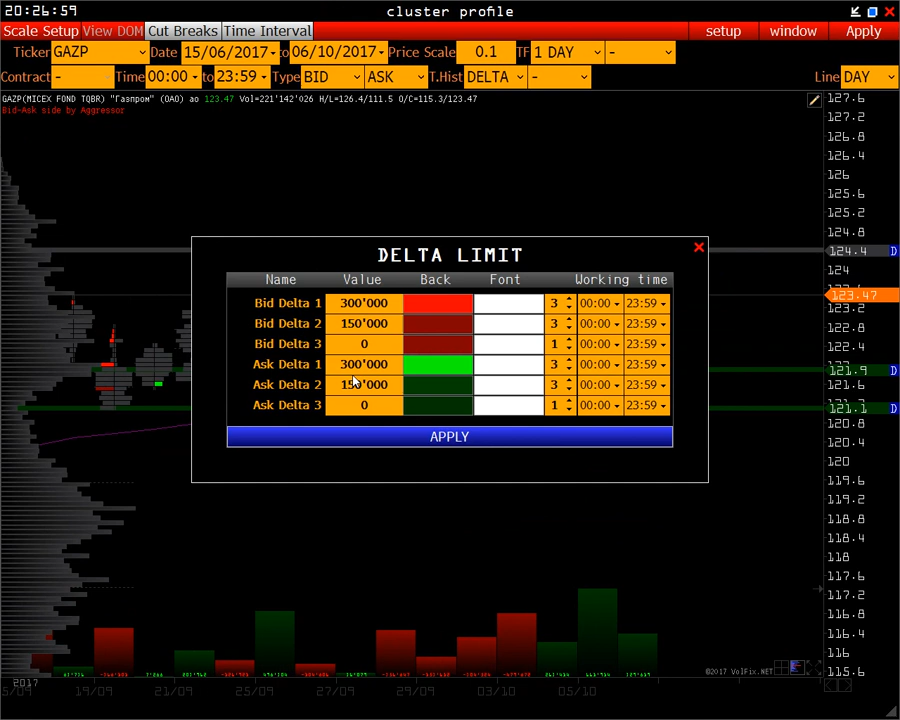 20:26:59 cluster profile
Scale Setup View DOM Cut Breaks Time Interval setup window Apply
Ticker GAZP Date 15/06/2017 to 06/10/2017 Price Scale 0.1 TF 1 DAY -
Contract - Time 00:00 to 23:59 Type BID ASK T.Hist DELTA - Line DAY
GAZP(MICEX FOND TQBR) "Газпром" (ОАО) ао 123.47 Vol=221'142'026 H/L=126.4/111.5 O/C=115.3/123.47
Bid-Ask side by Aggressor
127.6
127.2
126.8
126.4
126
125.6
125.2
124.8
124.4 D
124
123.47
123.2
122.8
122.4
121.9 D
121.6
121.1 D
120.8
120.4
120
119.6
119.2
118.8
118.4
118
117.6
117.2
116.8
116.4
116
115.6
DELTA LIMIT
Name Value Back Font Working time
Bid Delta 1 300'000 3 00:00 23:59
Bid Delta 2 150'000 3 00:00 23:59
Bid Delta 3 0 1 00:00 23:59
Ask Delta 1 300'000 3 00:00 23:59
Ask Delta 2 150'000 3 00:00 23:59
Ask Delta 3 0 1 00:00 23:59
APPLY
©2017 VolFix.NET
2017
5/09 19/09 21/09 23/09 25/09 27/09 29/09 03/10 05/10